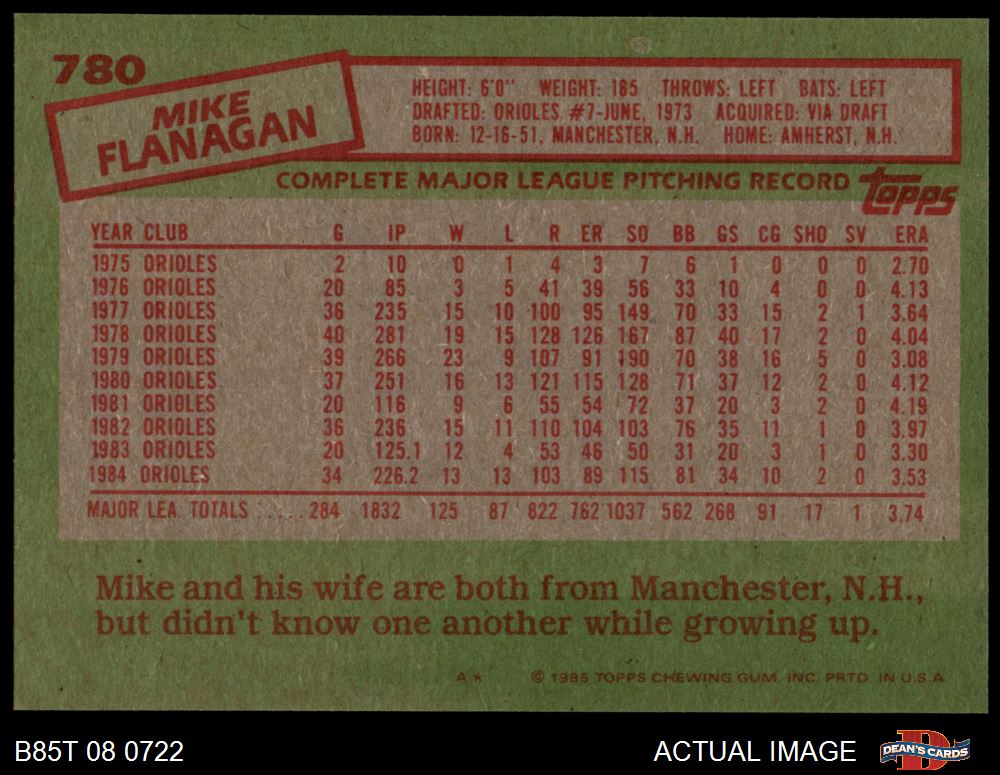 780
MIKE
FLANAGAN
HEIGHT: 6'0" WEIGHT: 185 THROWS: LEFT BATS: LEFT
DRAFTED: ORIOLES #7-JUNE, 1973 ACQUIRED: VIA DRAFT
BORN: 12-16-51, MANCHESTER, N.H. HOME: AMHERST, N.H.
COMPLETE MAJOR LEAGUE PITCHING RECORD topps
YEAR CLUB G IP W L R ER SO BB GS CG SHO SV ERA
1975 ORIOLES 2 10 0 1 4 3 7 6 1 0 0 0 2.70
1976 ORIOLES 20 85 3 5 41 39 56 33 10 4 0 0 4.13
1977 ORIOLES 36 235 15 10 100 95 149 70 33 15 2 1 3.64
1978 ORIOLES 40 281 19 15 128 126 167 87 40 17 2 0 4.04
1979 ORIOLES 39 266 23 9 107 91 190 70 38 16 5 0 3.08
1980 ORIOLES 37 251 16 13 121 115 128 71 37 12 2 0 4.12
1981 ORIOLES 20 116 9 6 55 54 72 37 20 3 2 0 4.19
1982 ORIOLES 36 236 15 11 110 104 103 76 35 11 1 0 3.97
1983 ORIOLES 20 125.1 12 4 53 46 50 31 20 3 1 0 3.30
1984 ORIOLES 34 226.2 13 13 103 89 115 81 34 10 2 0 3.53
MAJOR LEA. TOTALS ...... 284 1832 125 87 822 762 1037 562 268 91 17 1 3.74
Mike and his wife are both from Manchester, N.H.,
but didn't know one another while growing up.
A* © 1985 TOPPS CHEWING GUM, INC. PRTD. IN U.S.A.
B85T 08 0722 ACTUAL IMAGE D DEAN'S CARDS